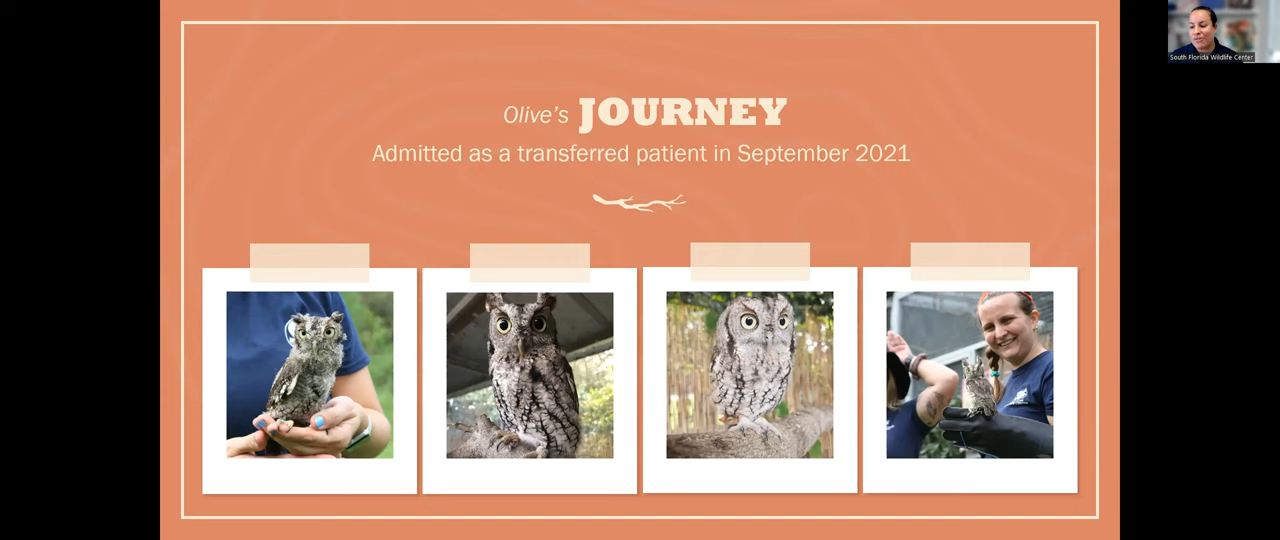 Olive's JOURNEY
Admitted as a transferred patient in September 2021
South Florida Wildlife Center